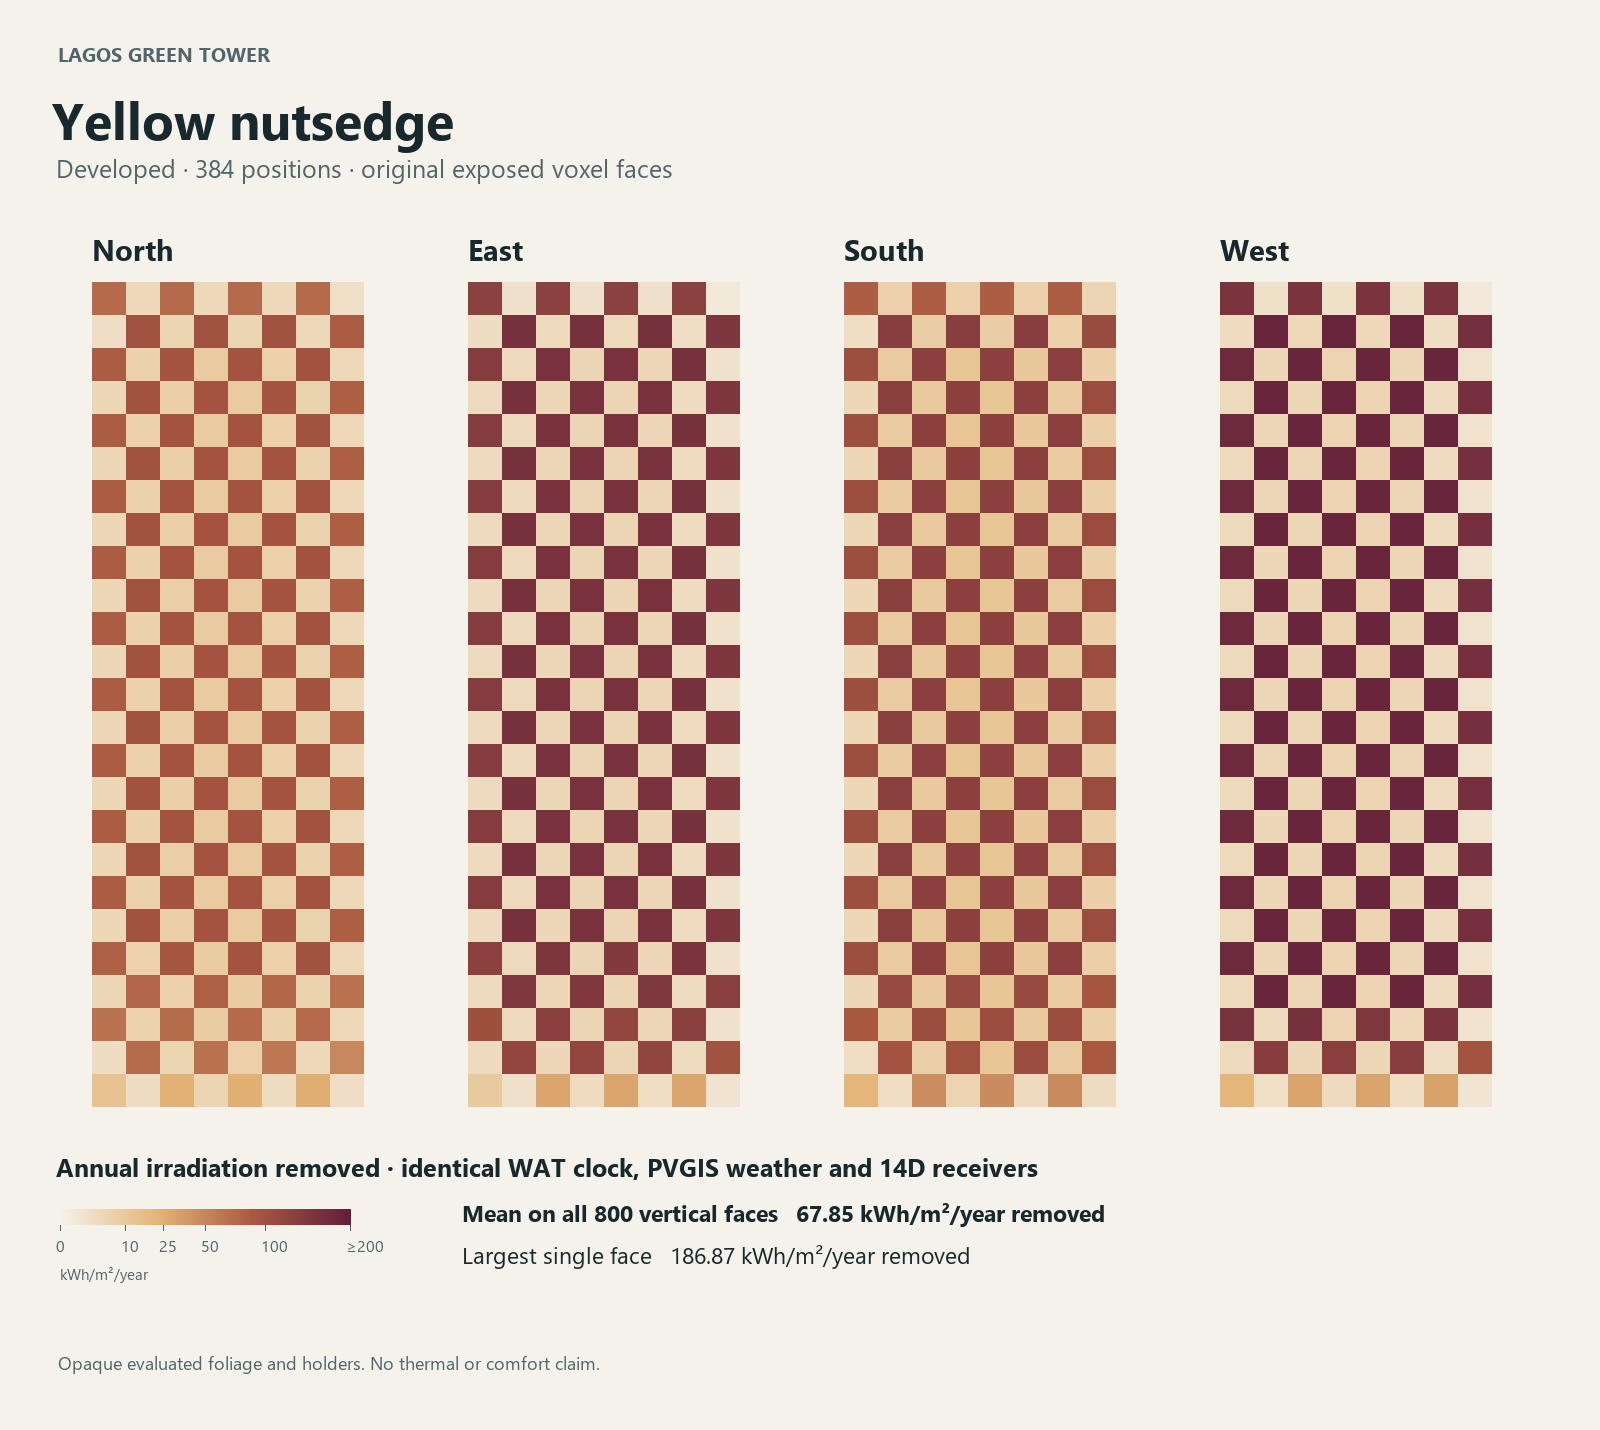 LAGOS GREEN TOWER
Yellow nutsedge
Developed · 384 positions · original exposed voxel faces
North East South West
Annual irradiation removed · identical WAT clock, PVGIS weather and 14D receivers
Mean on all 800 vertical faces 67.85 kWh/m²/year removed
0 10 25 50 100 ≥200
Largest single face 186.87 kWh/m²/year removed
kWh/m²/year
Opaque evaluated foliage and holders. No thermal or comfort claim.